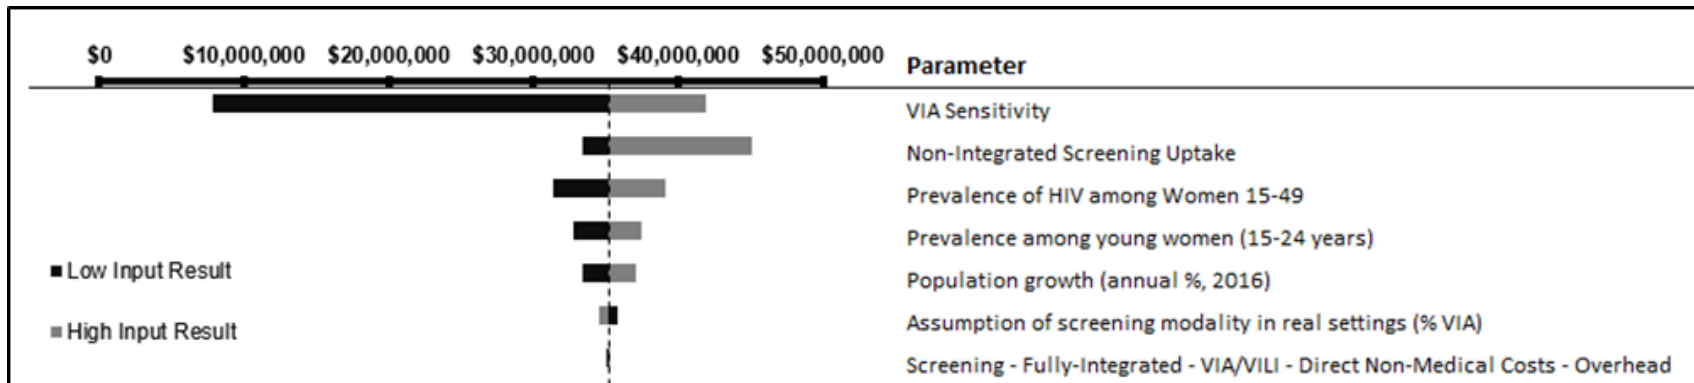 $0 $10,000,000 $20,000,000 $30,000,000 $40,000,000 $50,000,000
Parameter
VIA Sensitivity
Non-Integrated Screening Uptake
Prevalence of HIV among Women 15-49
Prevalence among young women (15-24 years)
Low Input Result
Population growth (annual %, 2016)
High Input Result
Assumption of screening modality in real settings (% VIA)
Screening - Fully-Integrated - VIA/VILI - Direct Non-Medical Costs - Overhead